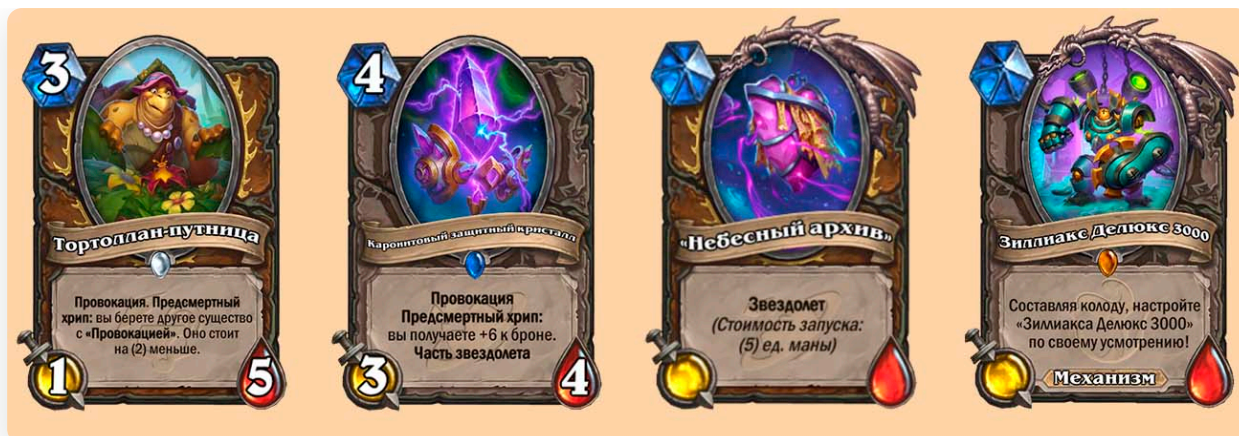 3
Тортоллан-путница
Провокация. Предсмертный
хрип: вы берете другое существо
с «Провокацией». Оно стоит
на (2) меньше.
1
5
4
Каронитовый защитный кристалл
Провокация
Предсмертный хрип:
вы получаете +6 к броне.
Часть звездолета
3
4
«Небесный архив»
Звездолет
(Стоимость запуска:
(5) ед. маны)
Зиллиакс Делюкс 3000
Составляя колоду, настройте
«Зиллиакса Делюкс 3000»
по своему усмотрению!
Механизм